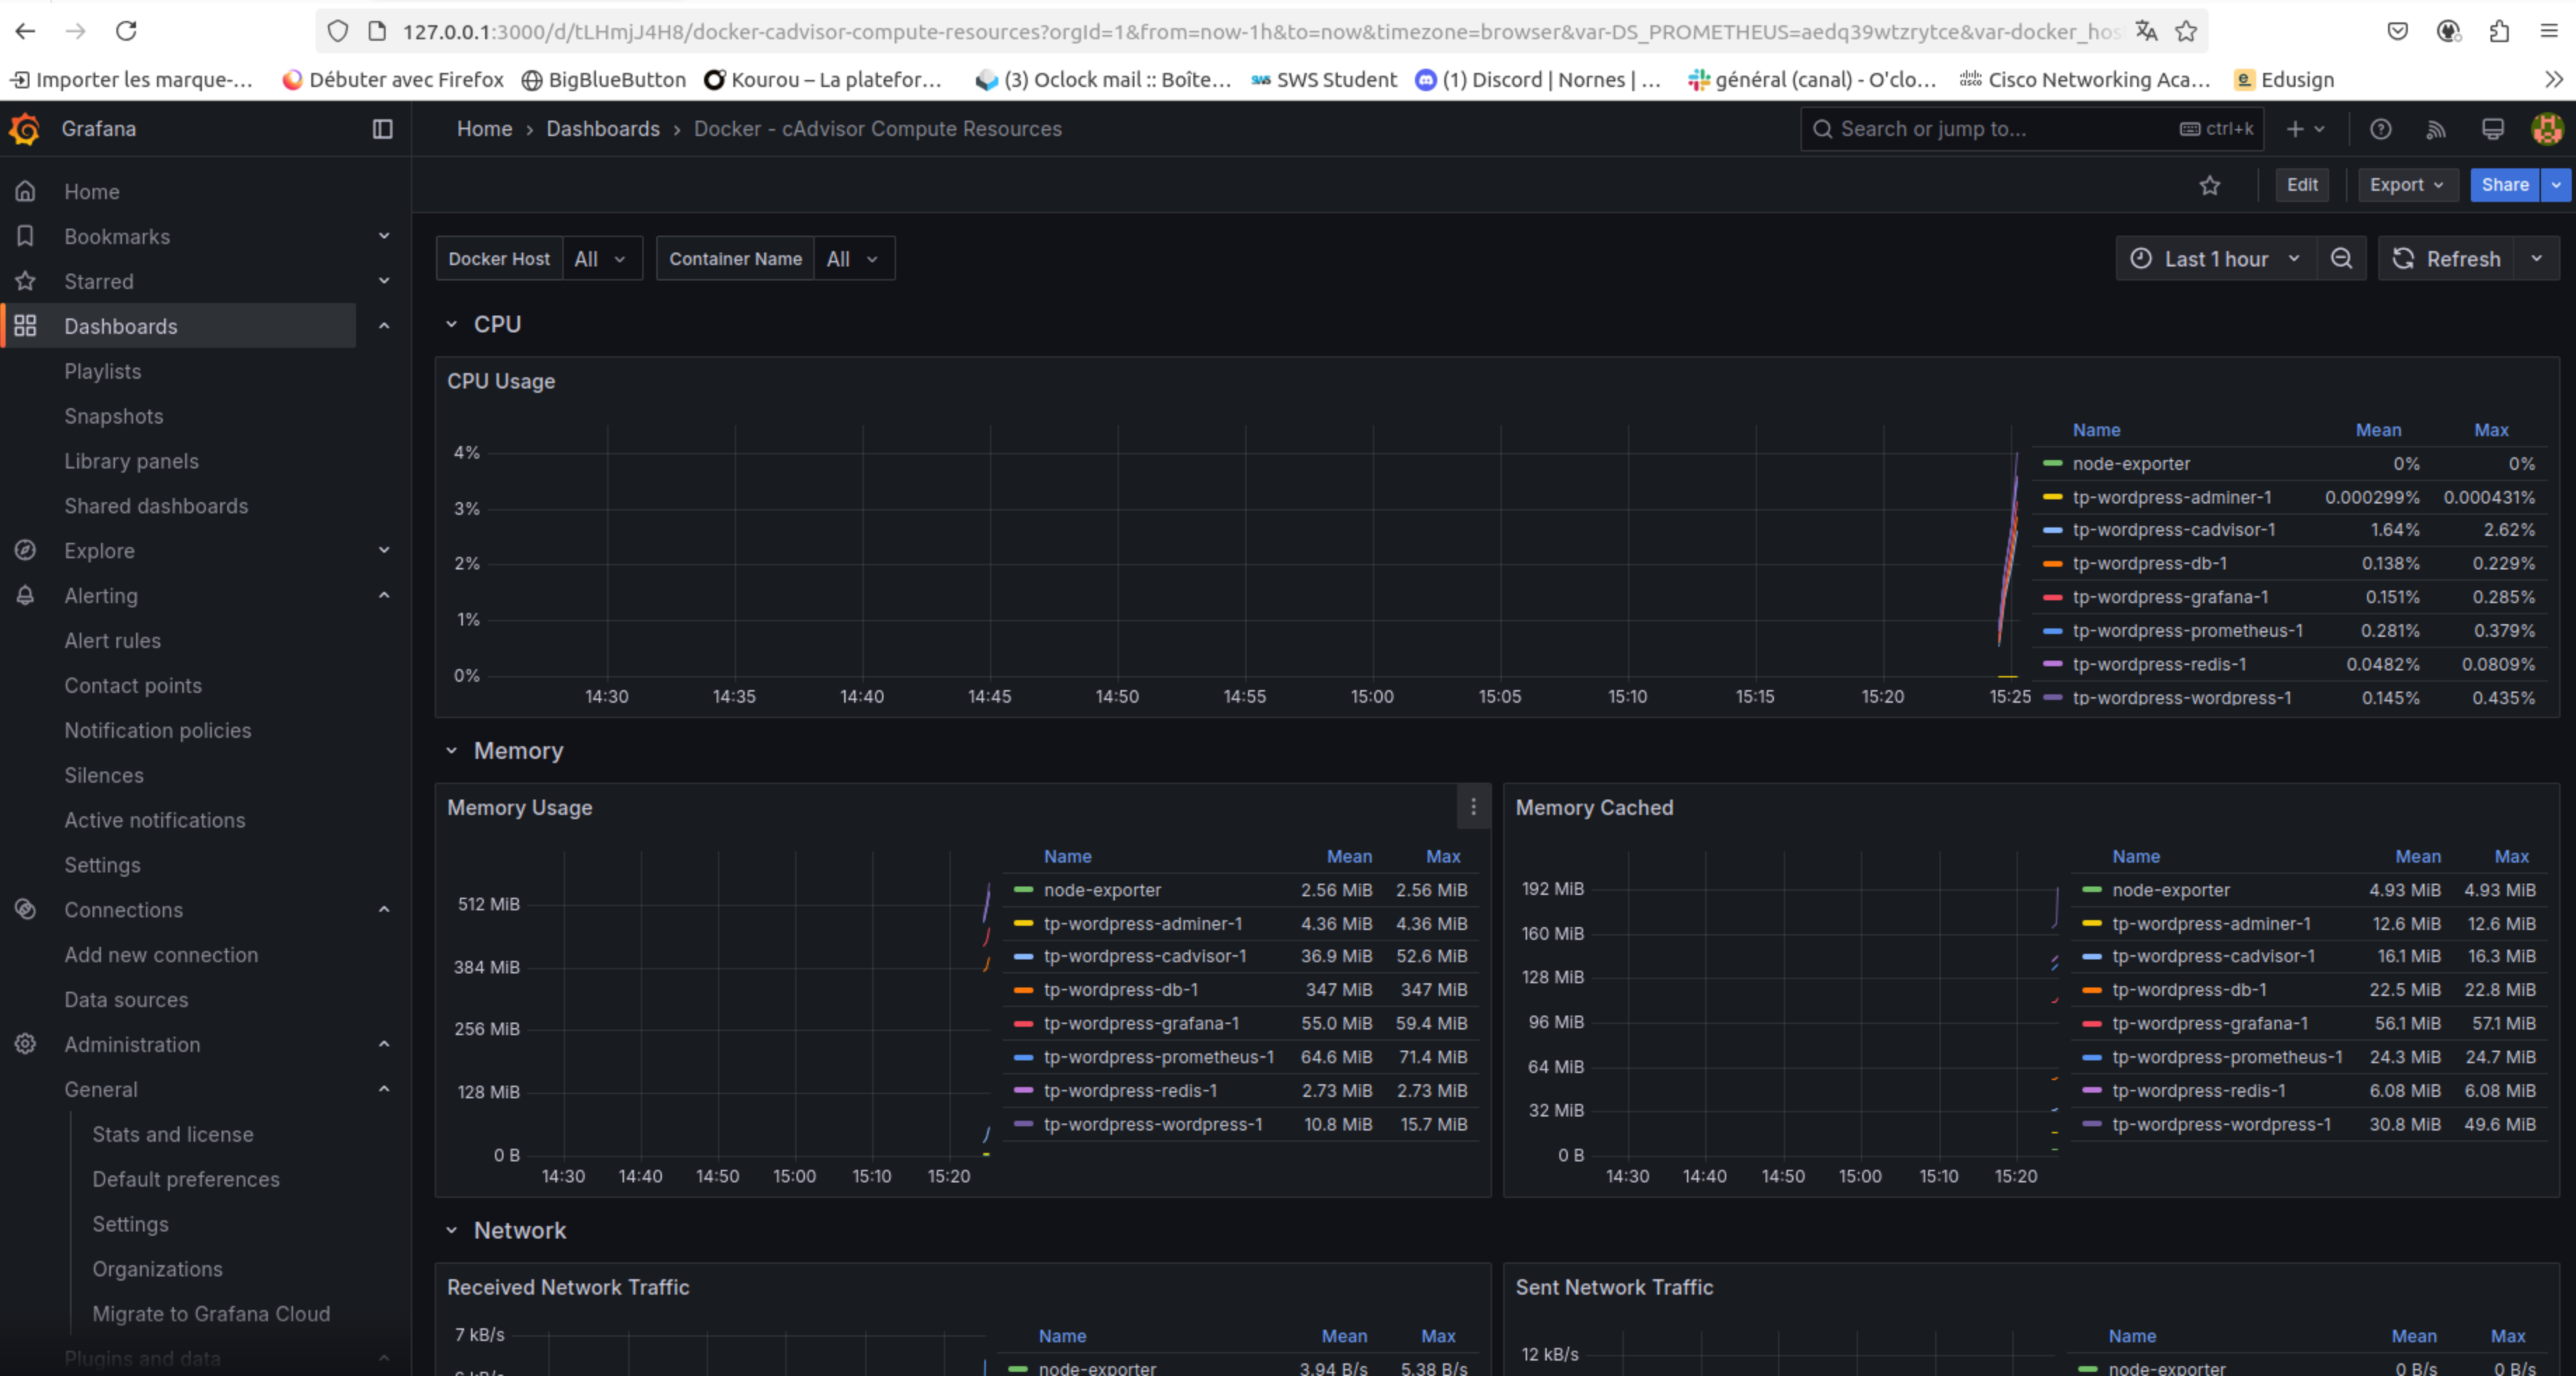 127.0.0.1:3000/d/tLHmjJ4H8/docker-cadvisor-compute-resources?orgId=1&from=now-1h&to=now&timezone=browser&var-DS_PROMETHEUS=aedq39wtzrytce&var-docker_hos
Importer les marque-... Débuter avec Firefox BigBlueButton Kourou – La platefor... (3) Oclock mail :: Boîte... SWS Student (1) Discord | Nornes | ... général (canal) - O'clo... Cisco Networking Aca... Edusign
Grafana
Home › Dashboards › Docker - cAdvisor Compute Resources
Search or jump to... ctrl+k
Edit Export Share
Home
Bookmarks
Starred
Dashboards
Playlists
Snapshots
Library panels
Shared dashboards
Explore
Alerting
Alert rules
Contact points
Notification policies
Silences
Active notifications
Settings
Connections
Add new connection
Data sources
Administration
General
Stats and license
Default preferences
Settings
Organizations
Migrate to Grafana Cloud
Plugins and data
Docker Host All Container Name All
Last 1 hour Refresh
CPU
CPU Usage
4%
3%
2%
1%
0%
14:30 14:35 14:40 14:45 14:50 14:55 15:00 15:05 15:10 15:15 15:20 15:25
Name Mean Max
node-exporter 0% 0%
tp-wordpress-adminer-1 0.000299% 0.000431%
tp-wordpress-cadvisor-1 1.64% 2.62%
tp-wordpress-db-1 0.138% 0.229%
tp-wordpress-grafana-1 0.151% 0.285%
tp-wordpress-prometheus-1 0.281% 0.379%
tp-wordpress-redis-1 0.0482% 0.0809%
tp-wordpress-wordpress-1 0.145% 0.435%
Memory
Memory Usage
512 MiB
384 MiB
256 MiB
128 MiB
0 B
14:30 14:40 14:50 15:00 15:10 15:20
Name Mean Max
node-exporter 2.56 MiB 2.56 MiB
tp-wordpress-adminer-1 4.36 MiB 4.36 MiB
tp-wordpress-cadvisor-1 36.9 MiB 52.6 MiB
tp-wordpress-db-1 347 MiB 347 MiB
tp-wordpress-grafana-1 55.0 MiB 59.4 MiB
tp-wordpress-prometheus-1 64.6 MiB 71.4 MiB
tp-wordpress-redis-1 2.73 MiB 2.73 MiB
tp-wordpress-wordpress-1 10.8 MiB 15.7 MiB
Memory Cached
192 MiB
160 MiB
128 MiB
96 MiB
64 MiB
32 MiB
0 B
14:30 14:40 14:50 15:00 15:10 15:20
Name Mean Max
node-exporter 4.93 MiB 4.93 MiB
tp-wordpress-adminer-1 12.6 MiB 12.6 MiB
tp-wordpress-cadvisor-1 16.1 MiB 16.3 MiB
tp-wordpress-db-1 22.5 MiB 22.8 MiB
tp-wordpress-grafana-1 56.1 MiB 57.1 MiB
tp-wordpress-prometheus-1 24.3 MiB 24.7 MiB
tp-wordpress-redis-1 6.08 MiB 6.08 MiB
tp-wordpress-wordpress-1 30.8 MiB 49.6 MiB
Network
Received Network Traffic
7 kB/s
Name Mean Max
node-exporter 3.94 B/s 5.38 B/s
Sent Network Traffic
12 kB/s
Name Mean Max
node-exporter 0 B/s 0 B/s